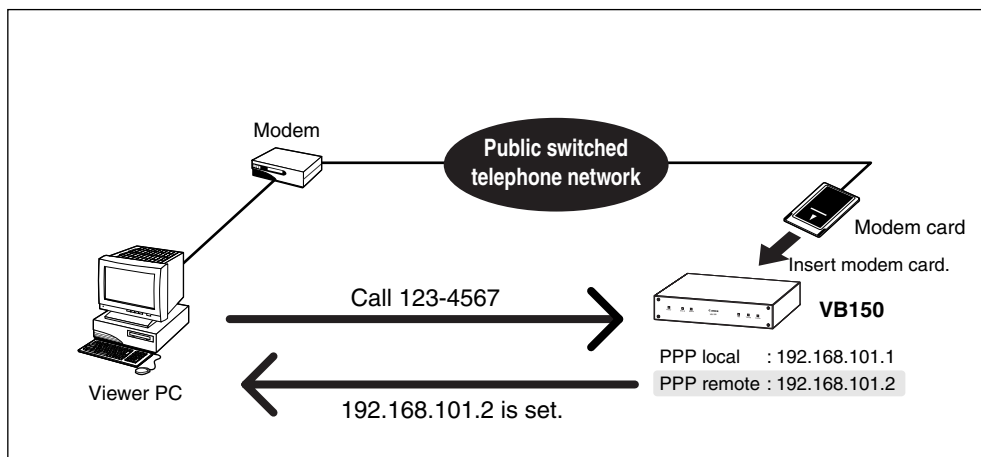 Modem
Public switched
telephone network
Modem card
Insert modem card.
Call 123-4567
VB150
PPP local : 192.168.101.1
PPP remote : 192.168.101.2
Viewer PC
192.168.101.2 is set.